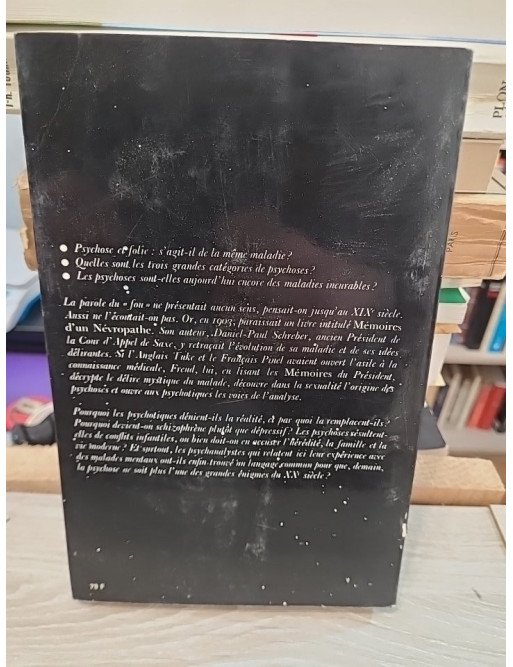 ● Psychose et folie : s'agit-il de la même maladie ?
● Quelles sont les trois grandes catégories de psychoses ?
● Les psychoses sont-elles aujourd'hui encore des maladies incurables ?
La parole du « fou » ne présentait aucun sens, pensait-on jusqu'au XIXe siècle.
Aussi ne l'écoutait-on pas. Or, en 1903, paraissait un livre intitulé Mémoires
d'un Névropathe. Son auteur, Daniel-Paul Schreber, ancien Président de
la Cour d'Appel de Saxe, y retraçait l'évolution de sa maladie et de ses idées
délirantes. Si l'Anglais Tuke et le Français Pinel avaient ouvert l'asile à la
connaissance médicale, Freud, lui, en lisant les Mémoires du Président,
décrypte le délire mystique du malade, découvre dans la sexualité l'origine des
psychoses et ouvre aux psychotiques les voies de l'analyse.
Pourquoi les psychotiques dénient-ils la réalité, et par quoi la remplacent-ils ?
Pourquoi devient-on schizophrène plutôt que dépressif ? Les psychoses résultent-
elles de conflits infantiles, ou bien doit-on en accuser l'hérédité, la famille et la
vie moderne ? Et surtout, les psychanalystes qui relatent ici leur expérience avec
des malades mentaux ont-ils enfin trouvé un langage commun pour que, demain,
la psychose ne soit plus l'une des grandes énigmes du XXe siècle ?
79 F
PLON
PARIS